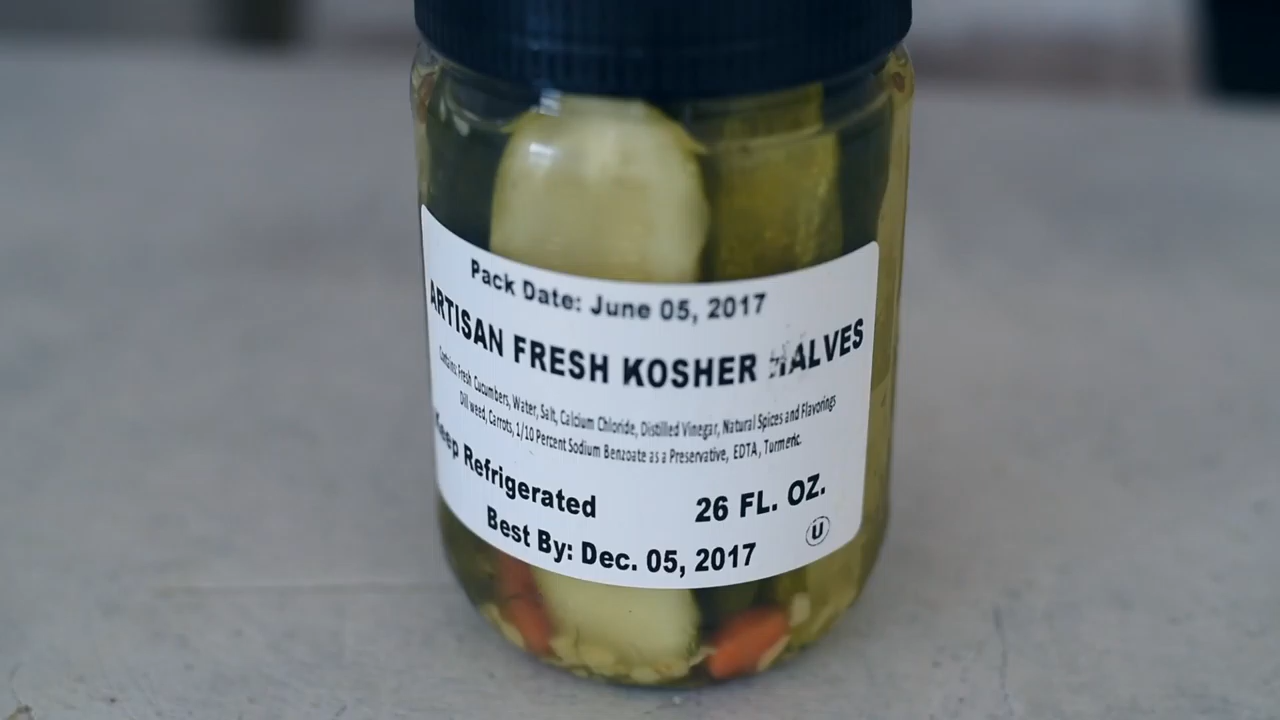 Pack Date: June 05, 2017
ARTISAN FRESH KOSHER HALVES
Contains: Fresh Cucumbers, Water, Salt, Calcium Chloride, Distilled Vinegar, Natural Spices and Flavorings
Dill weed, Carrots, 1/10 Percent Sodium Benzoate as a Preservative, EDTA, Turmeric.
Keep Refrigerated
26 FL. OZ.
U
Best By: Dec. 05, 2017